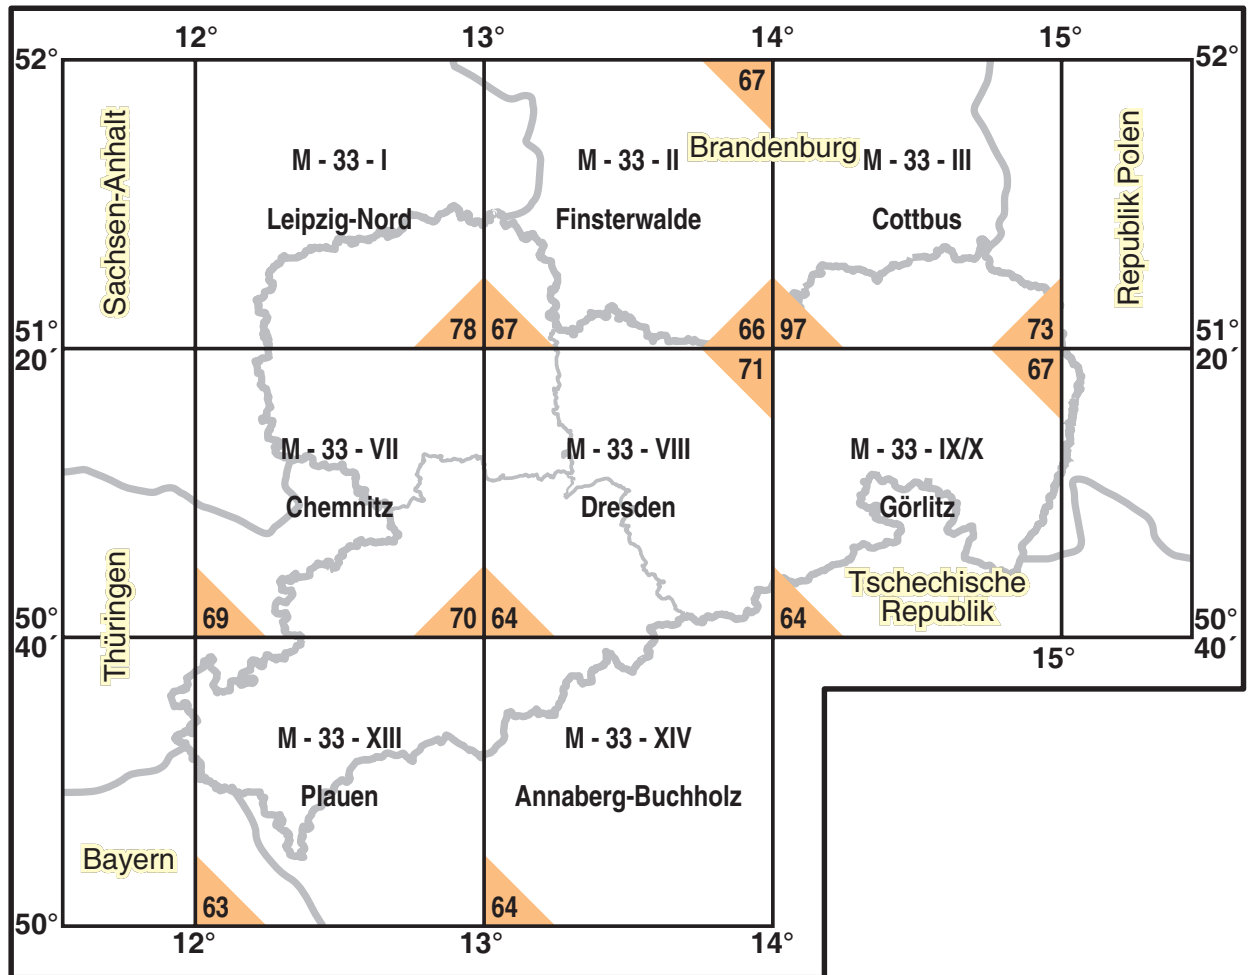 12°
13°
14°
15°
52°
52°
67
Sachsen-Anhalt
Brandenburg
Republik Polen
M - 33 - I
M - 33 - II
M - 33 - III
Leipzig-Nord
Finsterwalde
Cottbus
51°
20´
78
67
66
97
73
51°
20´
71
67
M - 33 - VII
M - 33 - VIII
M - 33 - IX/X
Chemnitz
Dresden
Görlitz
Thüringen
Tschechische
Republik
50°
40´
69
70
64
64
50°
40´
15°
M - 33 - XIII
M - 33 - XIV
Plauen
Annaberg-Buchholz
Bayern
63
64
50°
12°
13°
14°